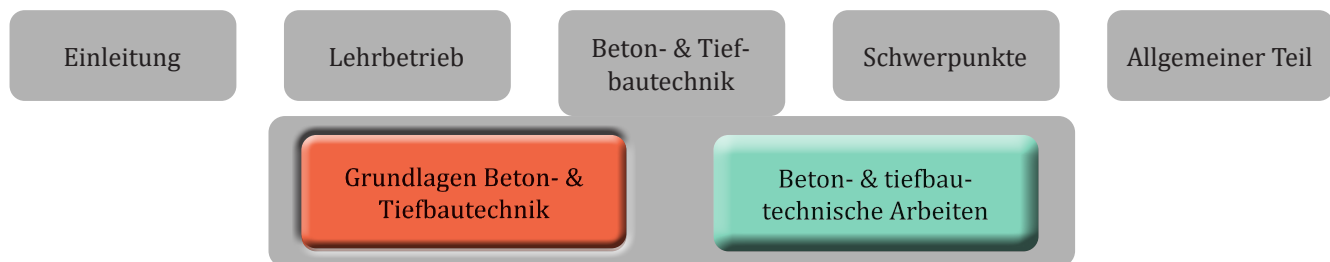 Einleitung
Lehrbetrieb
Beton- & Tief-
bautechnik
Schwerpunkte
Allgemeiner Teil
Grundlagen Beton- &
Tiefbautechnik
Beton- & tiefbau-
technische Arbeiten